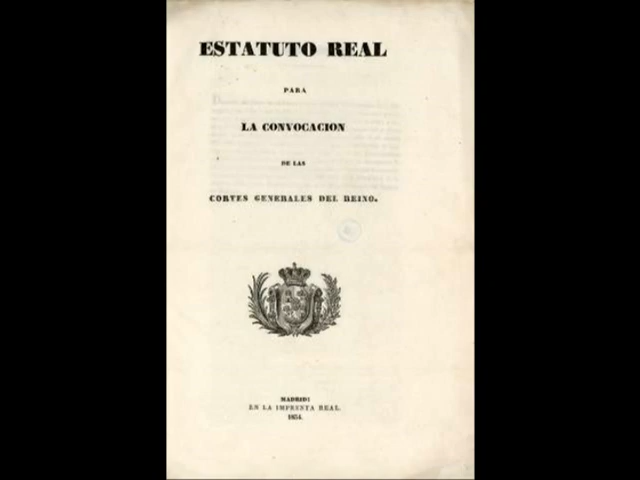 ESTATUTO REAL
PARA
LA CONVOCACION
DE LAS
CORTES GENERALES DEL REINO.
MADRID:
EN LA IMPRENTA REAL.
1834.